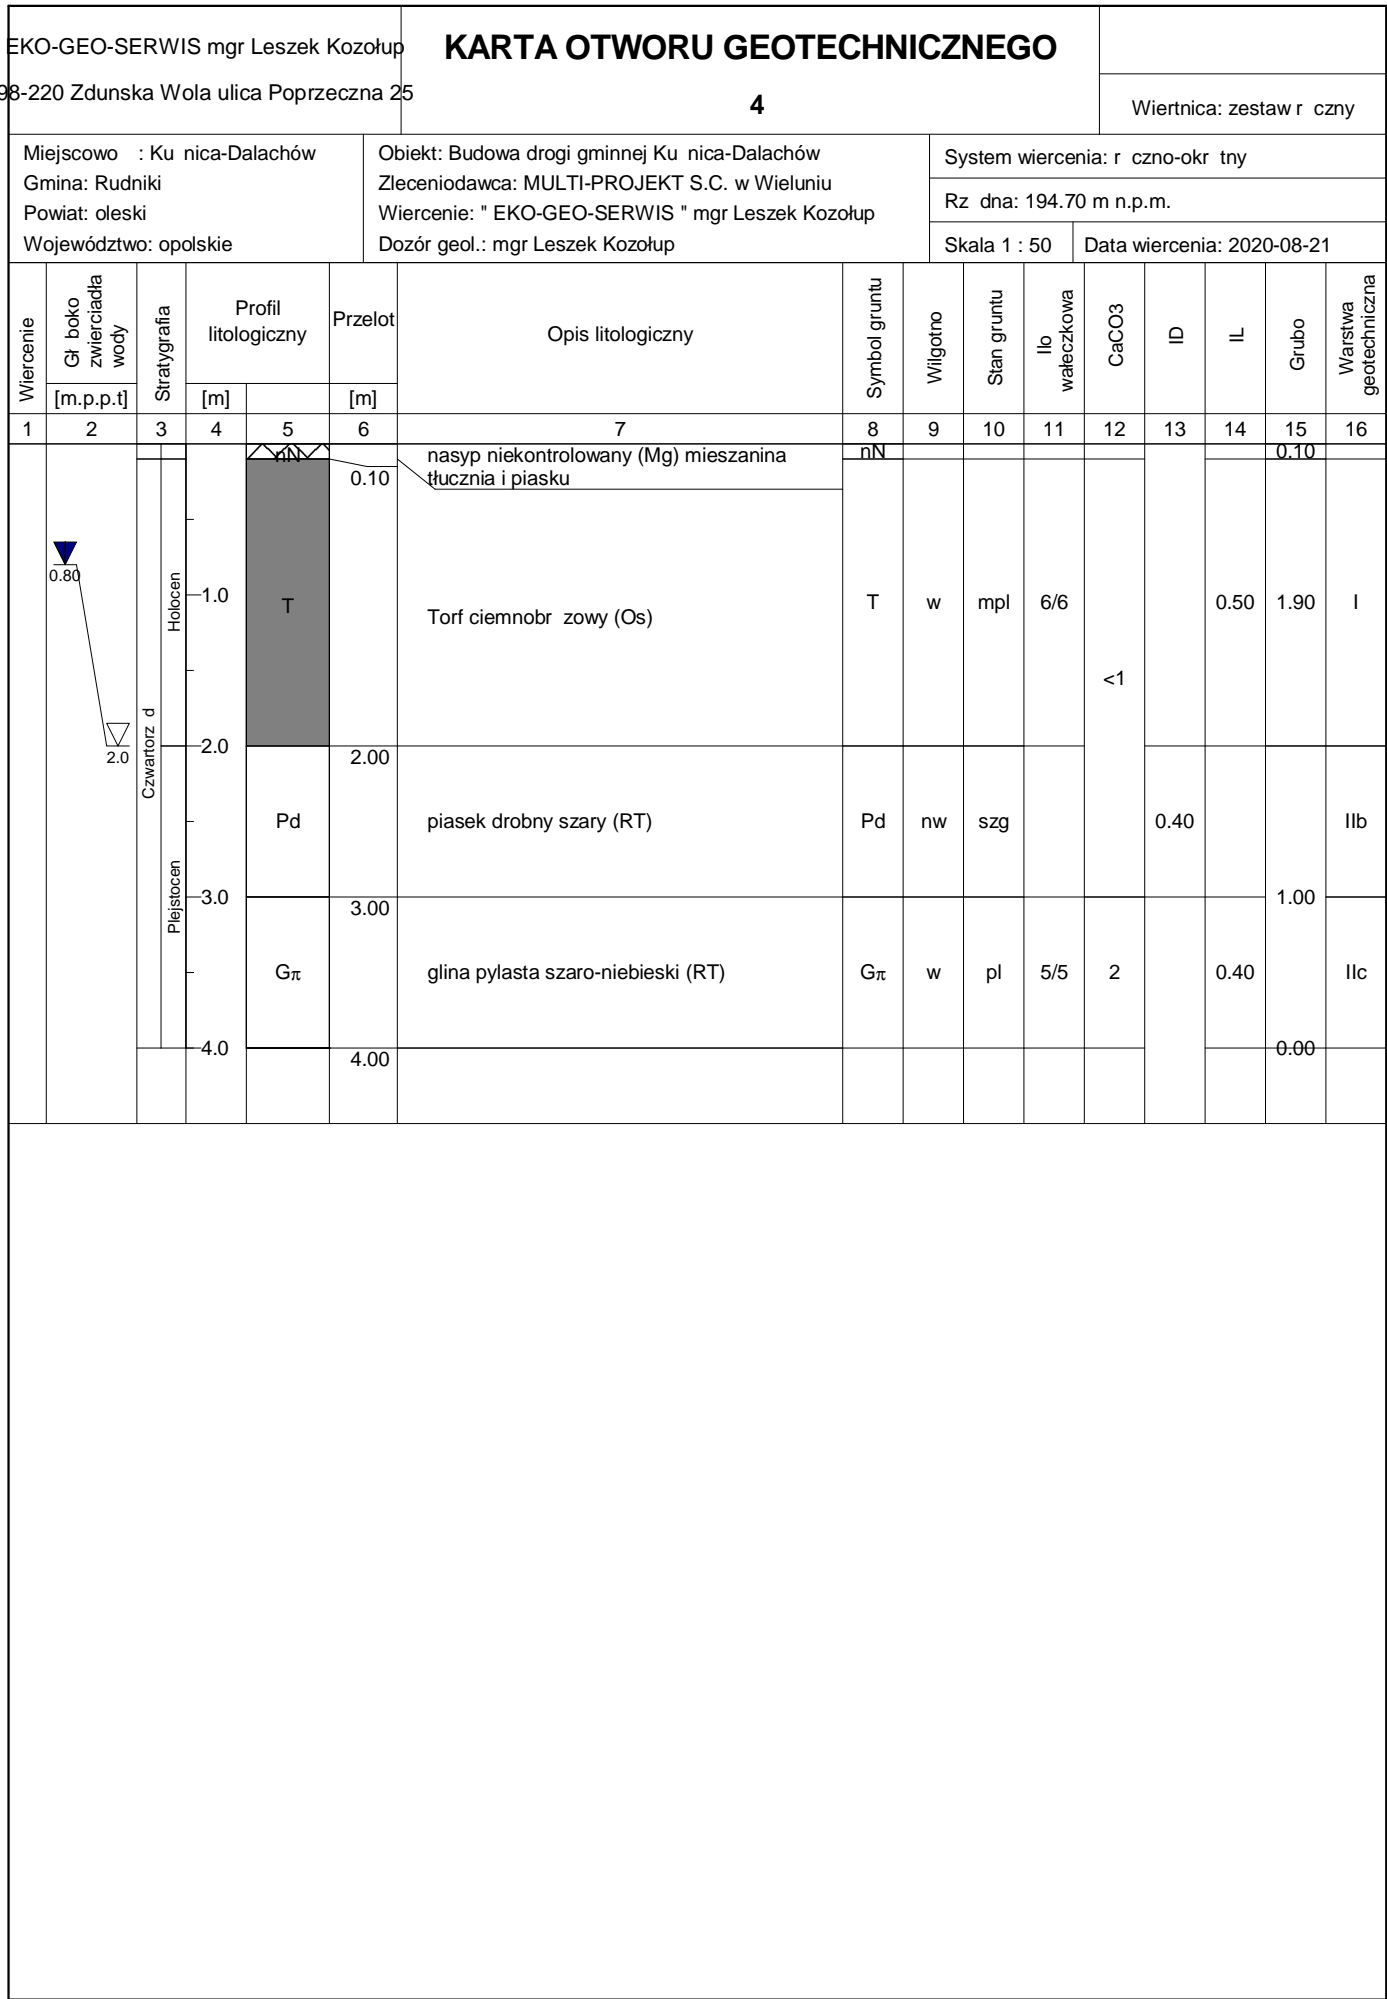 EKO-GEO-SERWIS mgr Leszek Kozołup
98-220 Zdunska Wola ulica Poprzeczna 25
KARTA OTWORU GEOTECHNICZNEGO
4
Wiertnica: zestaw r czny
Miejscowo : Ku nica-Dalachów
Gmina: Rudniki
Powiat: oleski
Województwo: opolskie
Obiekt: Budowa drogi gminnej Ku nica-Dalachów
Zleceniodawca: MULTI-PROJEKT S.C. w Wieluniu
Wiercenie: " EKO-GEO-SERWIS " mgr Leszek Kozołup
Dozór geol.: mgr Leszek Kozołup
System wiercenia: r czno-okr tny
Rz dna: 194.70 m n.p.m.
Skala 1 : 50
Data wiercenia: 2020-08-21
Wiercenie
Gł boko
zwierciadła
wody
[m.p.p.t]
Stratygrafia
Profil
litologiczny
[m]
Przelot
[m]
Opis litologiczny
Symbol gruntu
Wilgotno
Stan gruntu
Ilo
wałeczkowa
CaCO3
ID
IL
Grubo
Warstwa
geotechniczna
1 2 3 4 5 6 7 8 9 10 11 12 13 14 15 16
nN
0.10
nasyp niekontrolowany (Mg) mieszanina
tłucznia i piasku
nN
0.10
0.80
2.0
Czwartorz d
Holocen
Plejstocen
1.0
2.0
3.0
4.0
T
2.00
Torf ciemnobr zowy (Os)
T w mpl 6/6 0.50 1.90 I
<1
Pd
3.00
piasek drobny szary (RT)
Pd nw szg 0.40 IIb
1.00
Gπ
4.00
glina pylasta szaro-niebieski (RT)
Gπ w pl 5/5 2 0.40 IIc
0.00